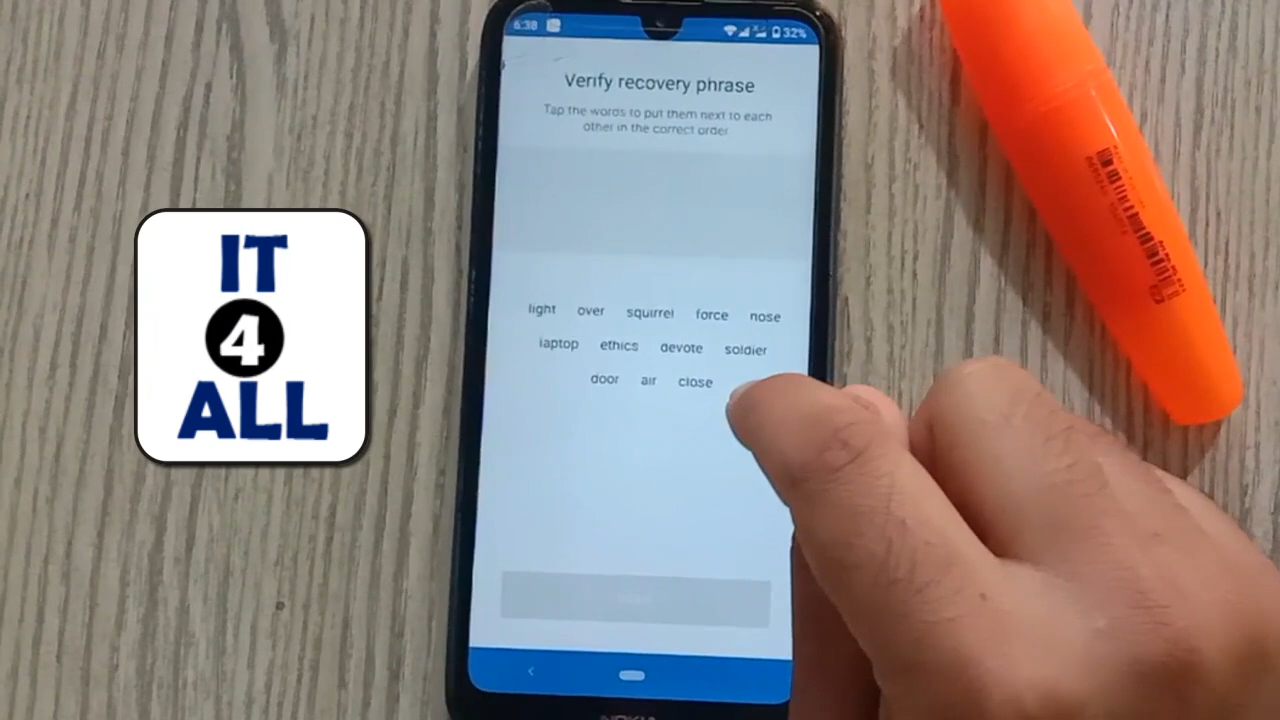 6:38
32%
Verify recovery phrase
Tap the words to put them next to each
other in the correct order
IT
4
ALL
light over squirrel force nose
laptop ethics devote soldier
door air close
NOKIA